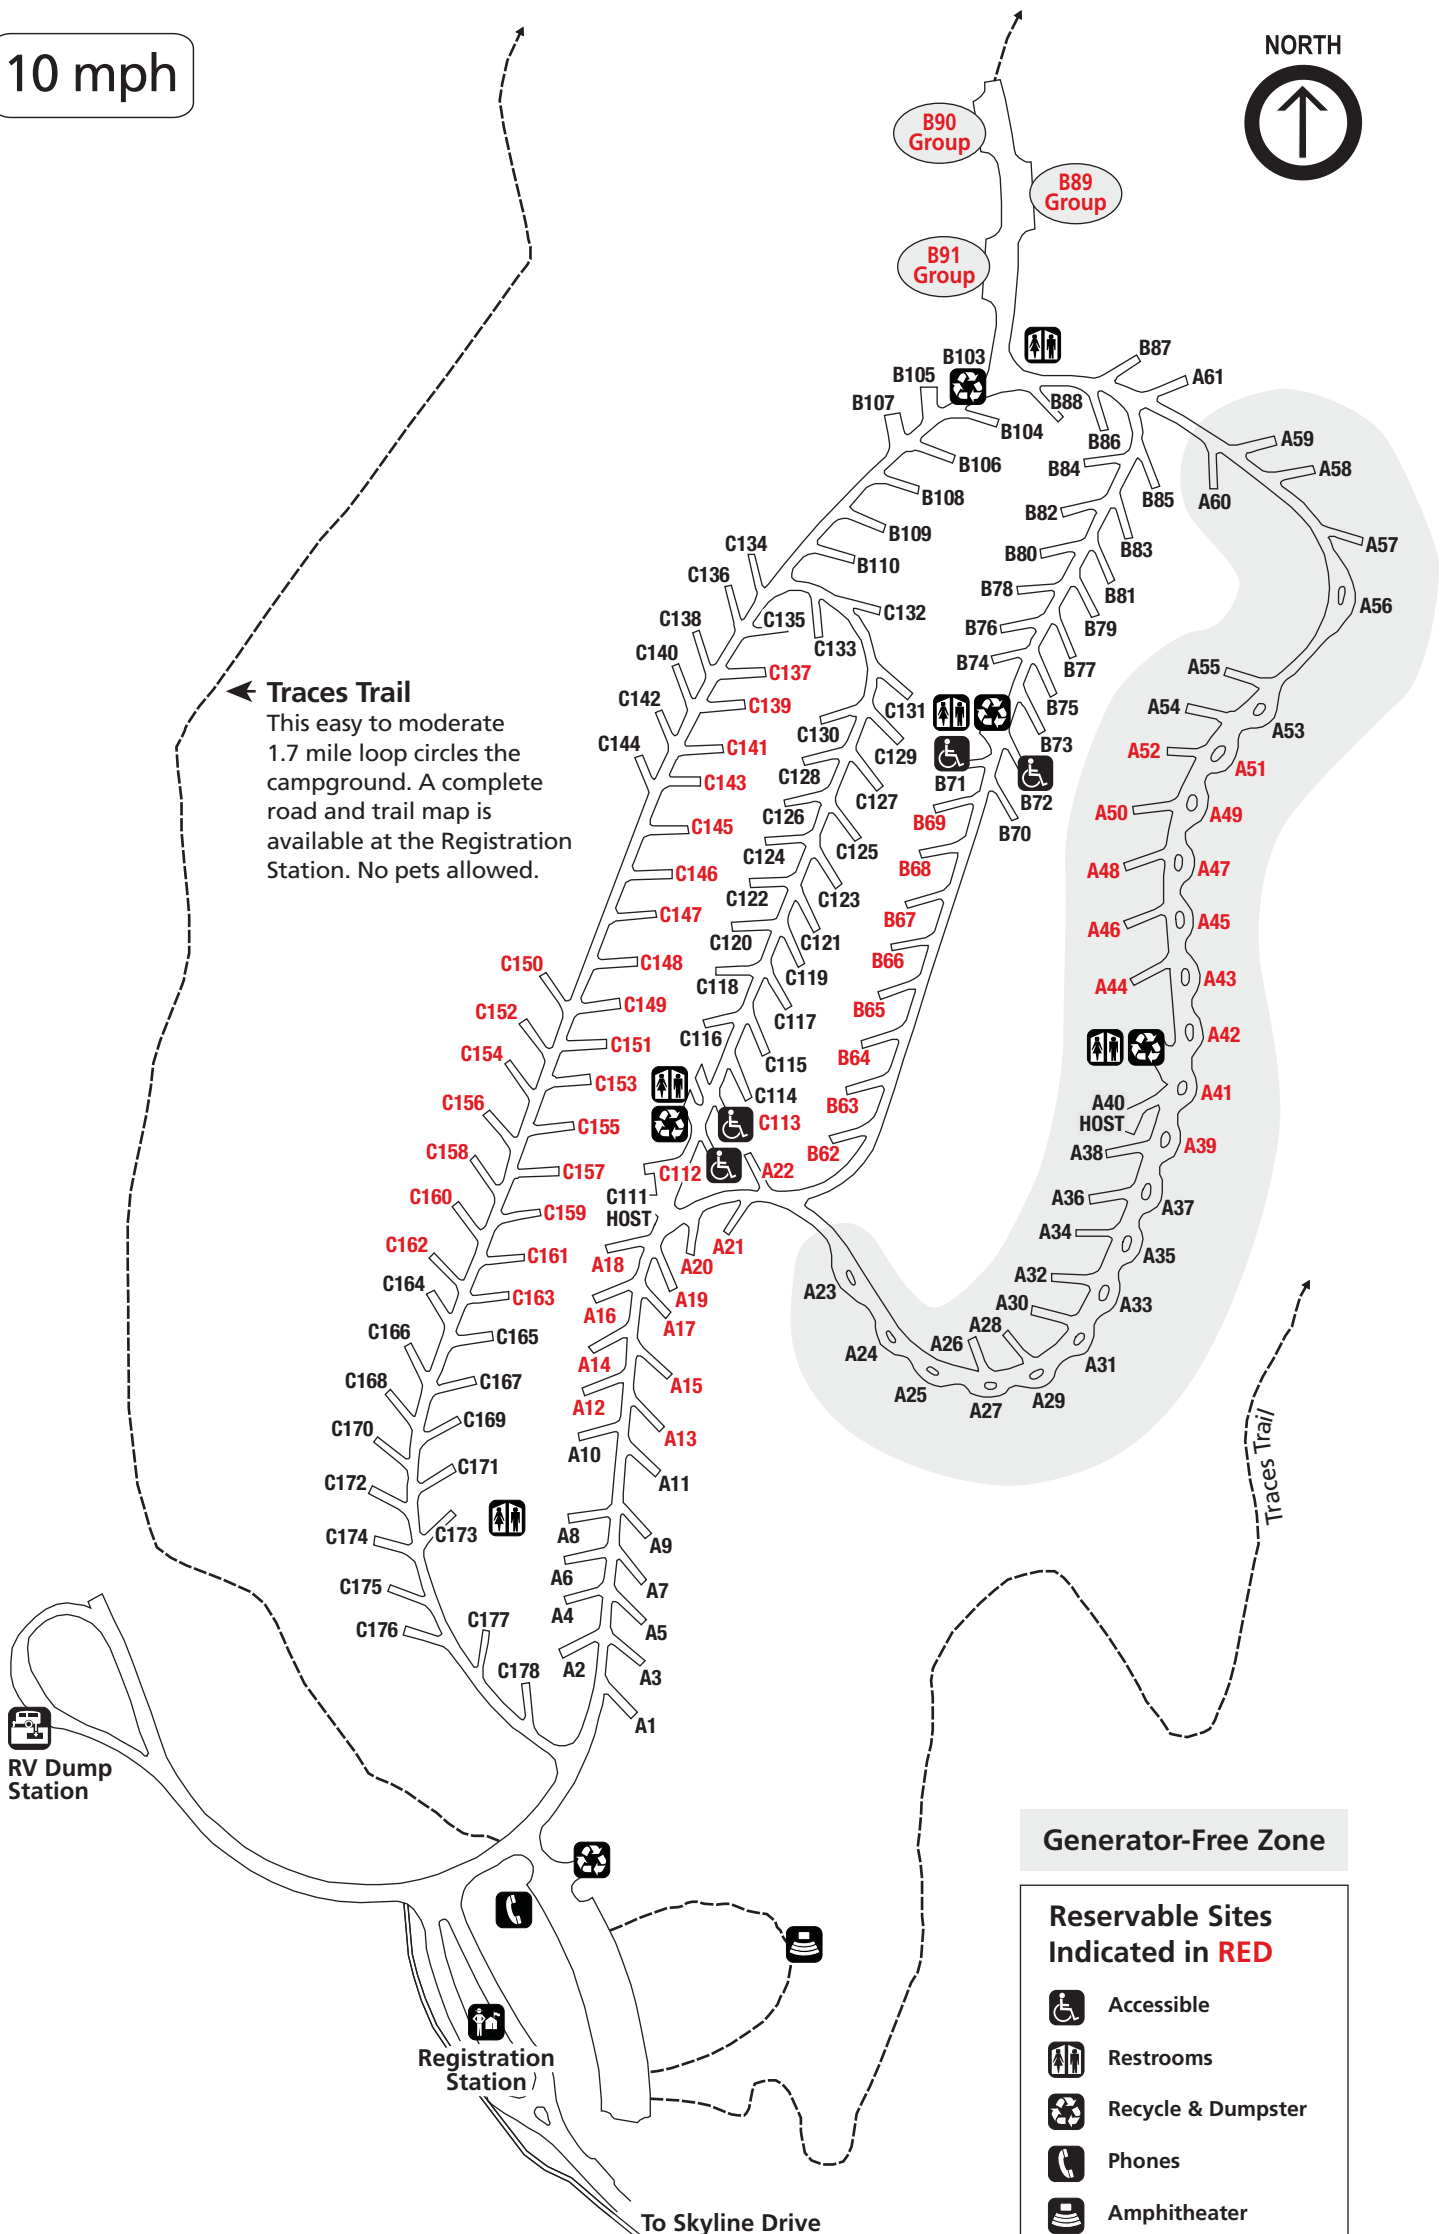 10 mph
NORTH
B90
Group
B89
Group
B91
Group
B87
B103
A61
B105
B107
B88
B104
B86
A59
B106
B84
A58
B85
A60
B108
B82
B109
A57
C134
B83
B80
B110
C136
B78
B81
A56
C132
C138
C135
B76
B79
C133
C140
B74
B77
A55
C137
Traces Trail
This easy to moderate
1.7 mile loop circles the
campground. A complete
road and trail map is
available at the Registration
Station. No pets allowed.
C142
C139
C131
B75
A54
A53
C144
C141
C130
C129
B73
A52
A51
C143
C128
B71
B72
C127
C126
B69
B70
A50
A49
C145
C124
C125
B68
C146
A48
A47
C122
C123
C147
B67
C120
C121
A46
A45
C150
C148
B66
C118
C119
A44
A43
C152
C149
B65
C117
C154
C151
C116
B64
A42
C115
C153
C114
A41
C156
B63
A40
HOST
C155
C113
C158
B62
A39
A38
C157
C112
A22
C160
C111
HOST
A36
C159
A37
C162
A21
A34
C161
A18
A20
A35
C164
A32
A23
C163
A19
A33
A30
A16
A17
C166
C165
A28
A26
A24
A14
A31
C168
C167
A15
A25
A29
A12
A27
C170
C169
A13
A10
C171
A11
Traces Trail
C172
C174
C173
A8
A9
C175
A6
A7
C176
C177
A4
A5
C178
A2
A3
A1
RV Dump
Station
Generator-Free Zone
Reservable Sites
Indicated in RED
Accessible
Restrooms
Registration
Station
Recycle & Dumpster
Phones
Amphitheater
To Skyline Drive